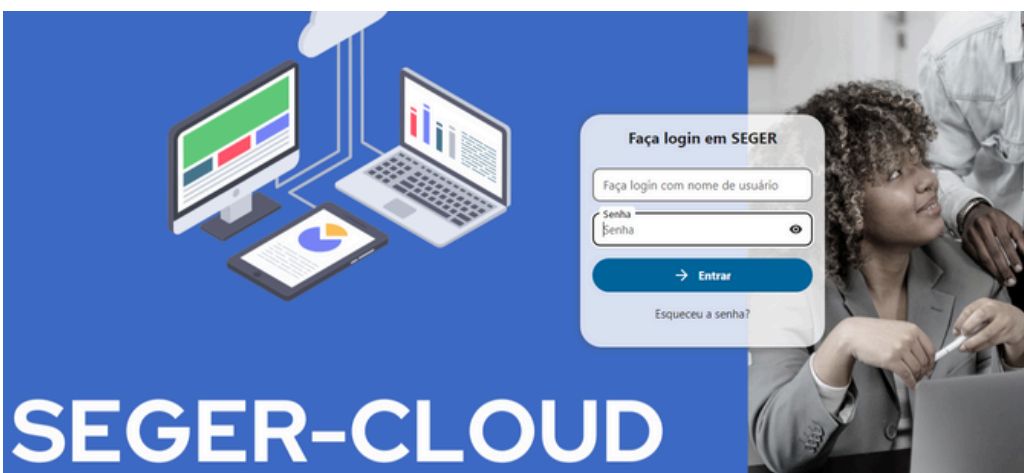 Faça login em SEGER
Faça login com nome de usuário
Senha
Senha
→ Entrar
Esqueceu a senha?
SEGER-CLOUD